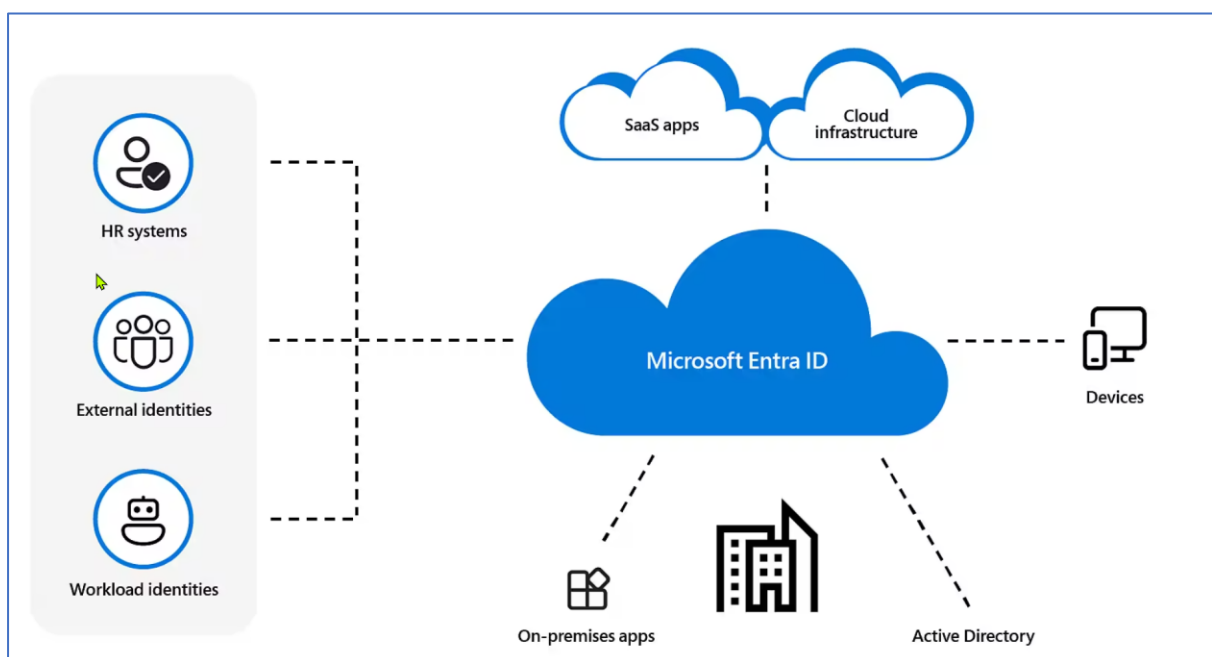 SaaS apps
Cloud
infrastructure
HR systems
Microsoft Entra ID
Devices
External identities
Workload identities
On-premises apps
Active Directory